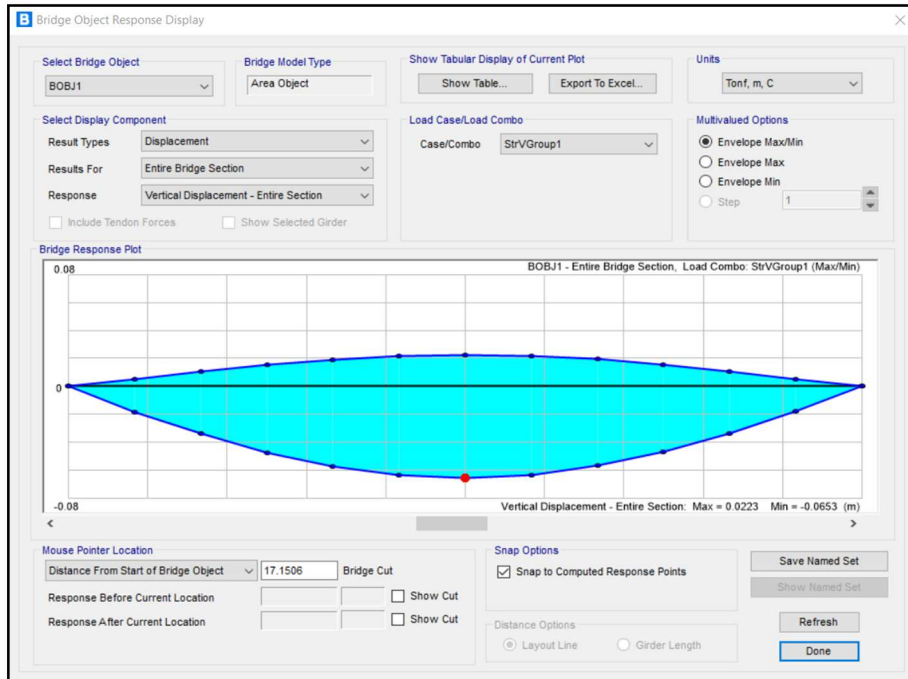 B Bridge Object Response Display
Select Bridge Object
BOBJ1
Bridge Model Type
Area Object
Show Tabular Display of Current Plot
Show Table...
Export To Excel...
Units
Tonf, m, C
Select Display Component
Result Types
Displacement
Results For
Entire Bridge Section
Response
Vertical Displacement - Entire Section
Include Tendon Forces
Show Selected Girder
Load Case/Load Combo
Case/Combo
StrVGroup1
Multivalued Options
Envelope Max/Min
Envelope Max
Envelope Min
Step
1
Bridge Response Plot
0.08
BOBJ1 - Entire Bridge Section, Load Combo: StrVGroup1 (Max/Min)
0
-0.08
Vertical Displacement - Entire Section: Max = 0.0223 Min = -0.0653 (m)
Mouse Pointer Location
Distance From Start of Bridge Object
17.1506
Bridge Cut
Response Before Current Location
Show Cut
Response After Current Location
Show Cut
Snap Options
Snap to Computed Response Points
Distance Options
Layout Line
Girder Length
Save Named Set
Show Named Set
Refresh
Done